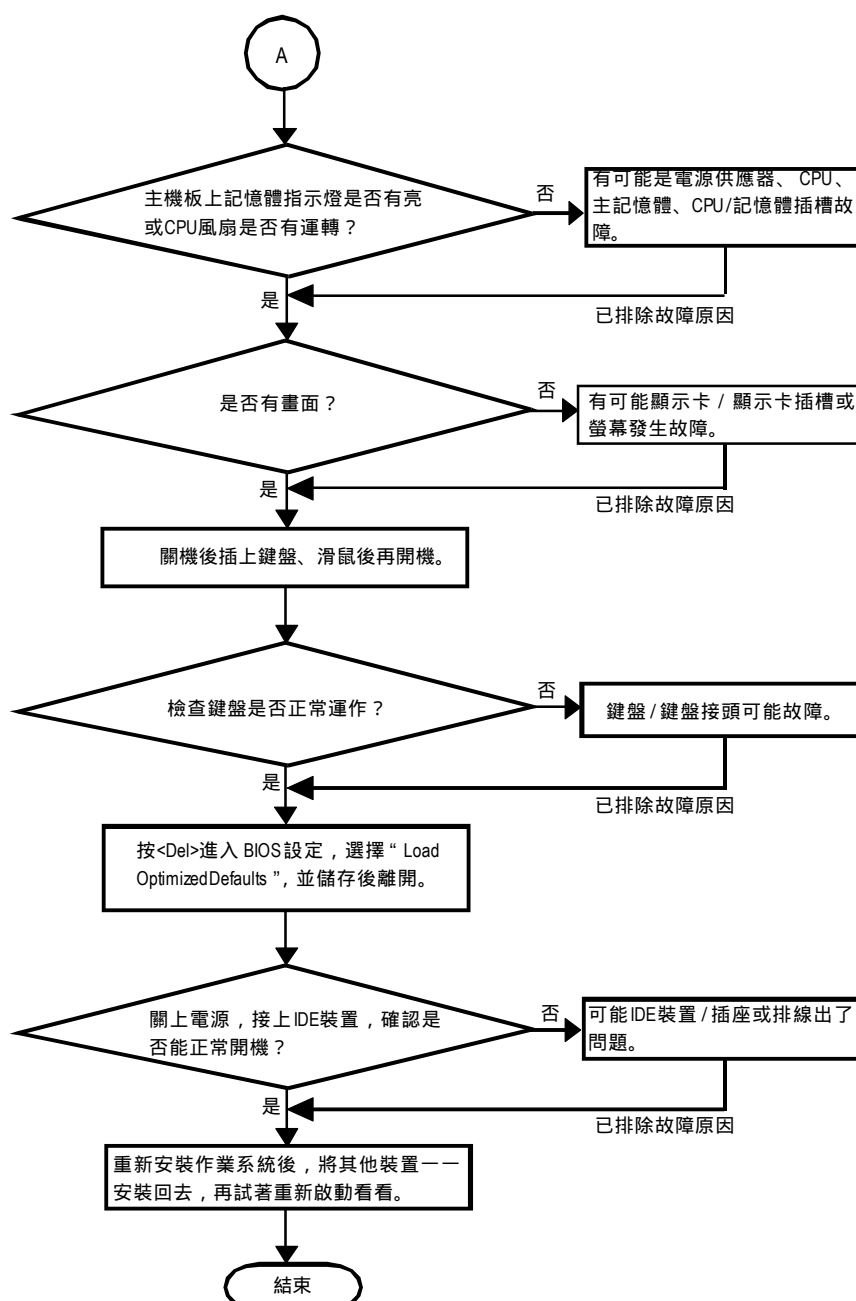 A
主機板上記憶體指示燈是否有亮
或CPU風扇是否有運轉？
否
有可能是電源供應器、CPU、
主記憶體、CPU/記憶體插槽故
障。
是
已排除故障原因
是否有畫面？
否
有可能顯示卡 / 顯示卡插槽或
螢幕發生故障。
是
已排除故障原因
關機後插上鍵盤、滑鼠後再開機。
檢查鍵盤是否正常運作？
否
鍵盤/鍵盤接頭可能故障。
是
已排除故障原因
按<Del>進入 BIOS設定，選擇“ Load
OptimizedDefaults ”，並儲存後離開。
關上電源，接上IDE裝置，確認是
否能正常開機？
否
可能IDE裝置/插座或排線出了
問題。
是
已排除故障原因
重新安裝作業系統後，將其他裝置一一
安裝回去，再試著重新啟動看看。
結束